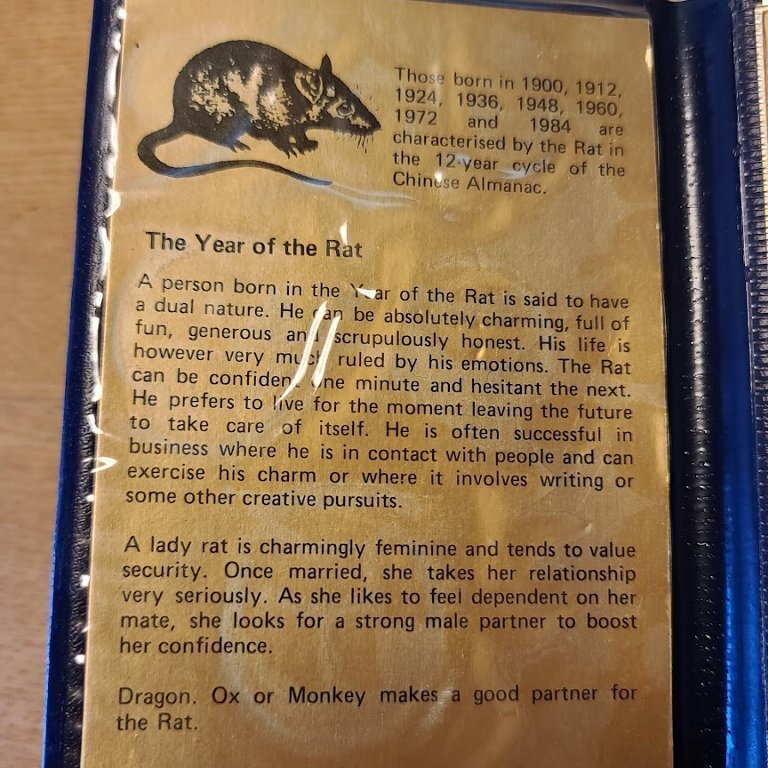 Those born in 1900, 1912,
1924, 1936, 1948, 1960,
1972 and 1984 are
characterised by the Rat in
the 12-year cycle of the
Chinese Almanac.
The Year of the Rat
A person born in the Year of the Rat is said to have
a dual nature. He can be absolutely charming, full of
fun, generous and scrupulously honest. His life is
however very much ruled by his emotions. The Rat
can be confident one minute and hesitant the next.
He prefers to live for the moment leaving the future
to take care of itself. He is often successful in
business where he is in contact with people and can
exercise his charm or where it involves writing or
some other creative pursuits.
A lady rat is charmingly feminine and tends to value
security. Once married, she takes her relationship
very seriously. As she likes to feel dependent on her
mate, she looks for a strong male partner to boost
her confidence.
Dragon. Ox or Monkey makes a good partner for
the Rat.